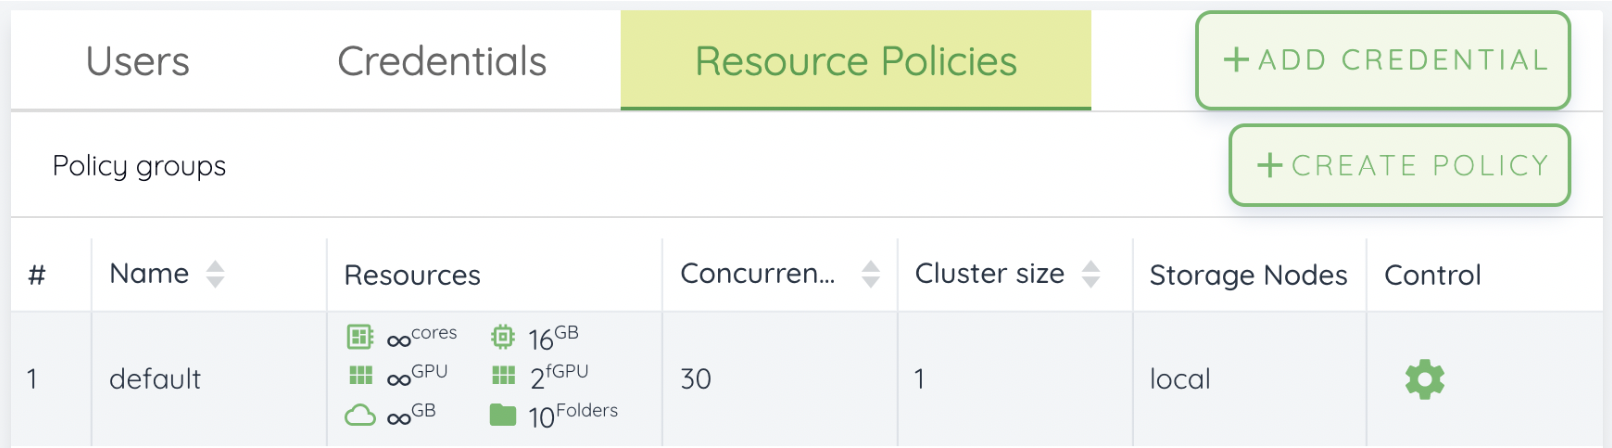 Users Credentials Resource Policies +ADD CREDENTIAL
Policy groups +CREATE POLICY
# Name Resources Concurren... Cluster size Storage Nodes Control
1 default ∞cores 16GB 30 1 local
∞GPU 2fGPU
∞GB 10Folders